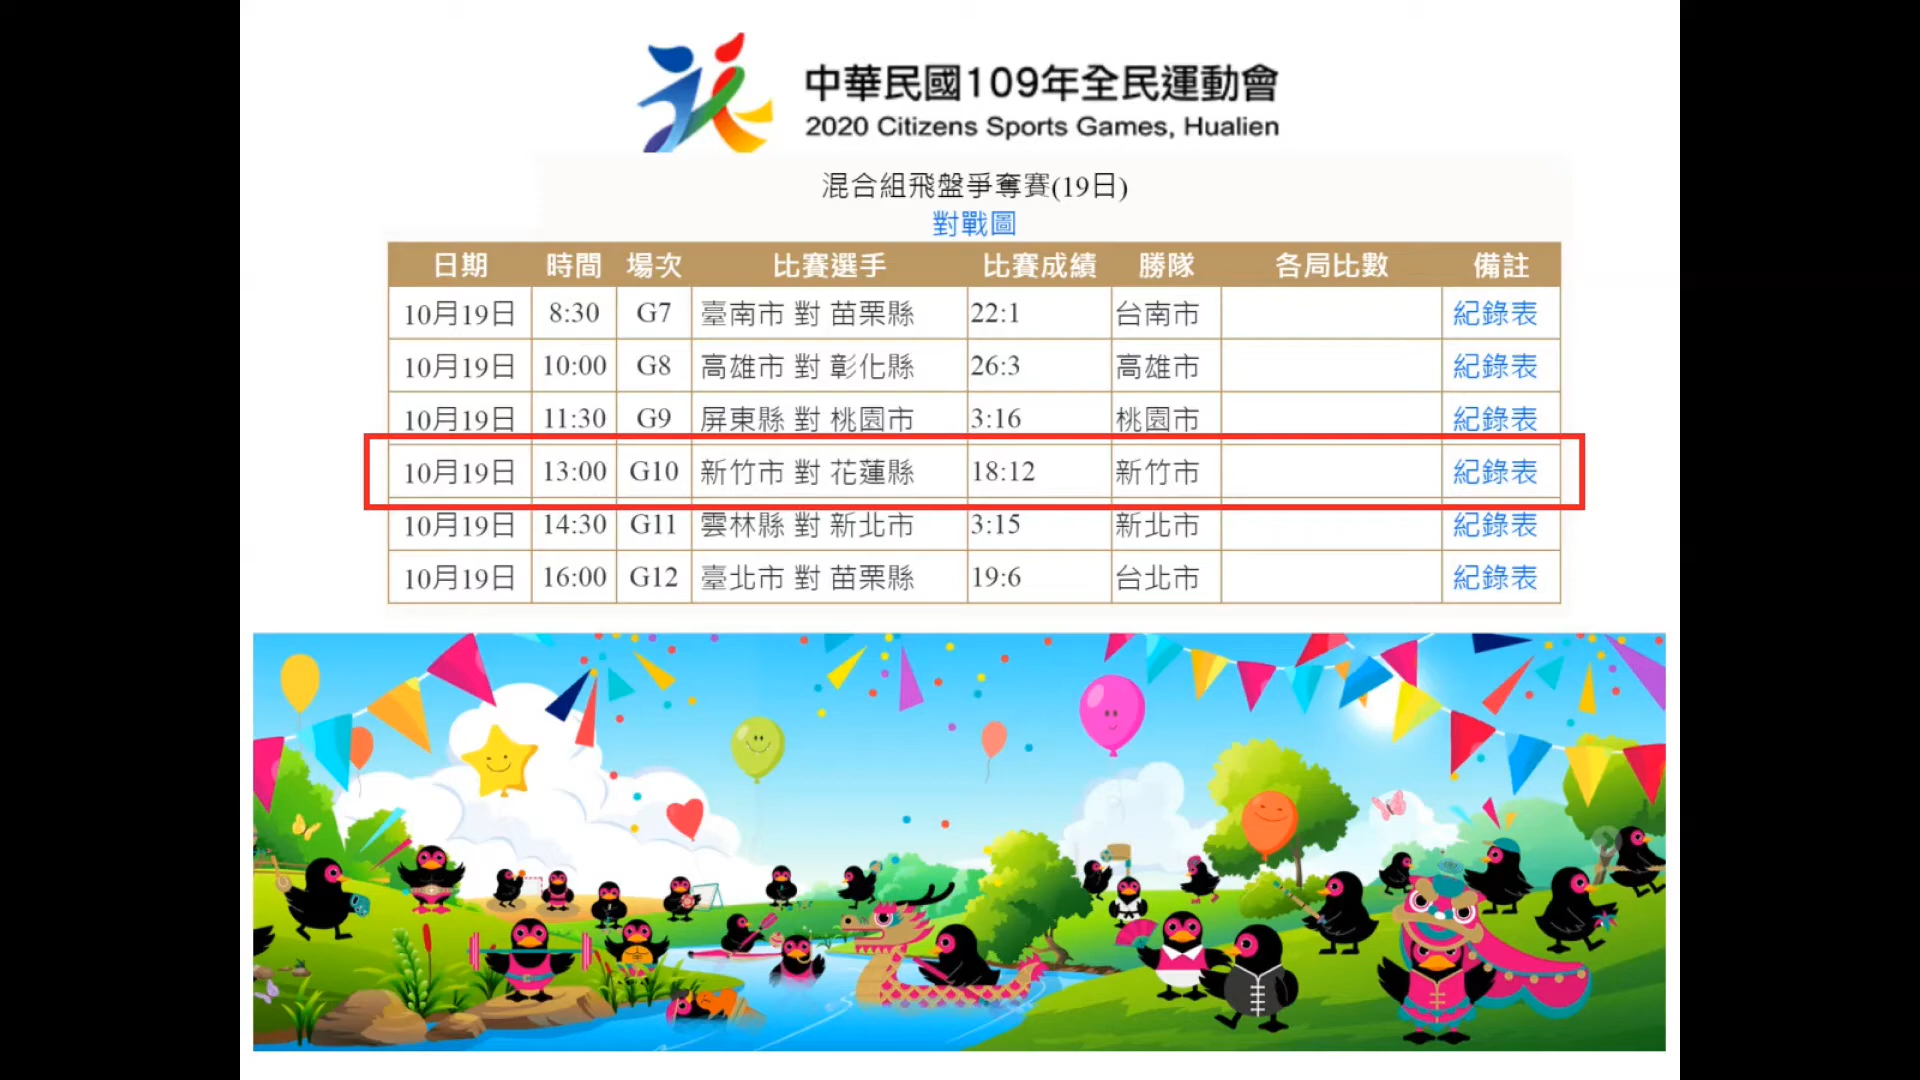 中華民國109年全民運動會
2020 Citizens Sports Games, Hualien
混合組飛盤爭奪賽(19日)
對戰圖
日期 時間 場次 比賽選手 比賽成績 勝隊 各局比數 備註
10月19日 8:30 G7 臺南市 對 苗栗縣 22:1 台南市 紀錄表
10月19日 10:00 G8 高雄市 對 彰化縣 26:3 高雄市 紀錄表
10月19日 11:30 G9 屏東縣 對 桃園市 3:16 桃園市 紀錄表
10月19日 13:00 G10 新竹市 對 花蓮縣 18:12 新竹市 紀錄表
10月19日 14:30 G11 雲林縣 對 新北市 3:15 新北市 紀錄表
10月19日 16:00 G12 臺北市 對 苗栗縣 19:6 台北市 紀錄表